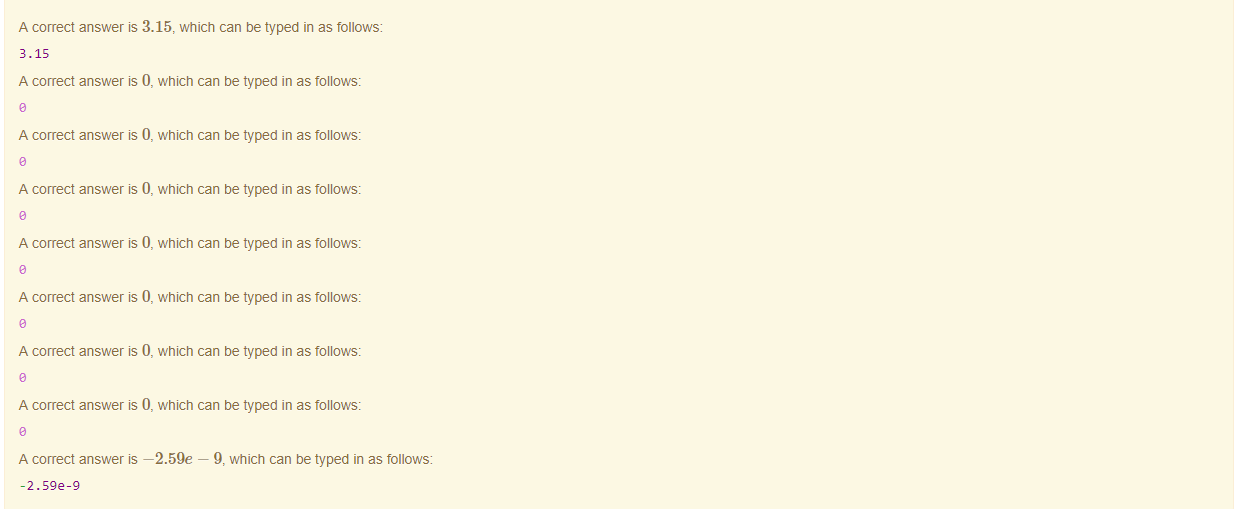 A correct answer is 3.15, which can be typed in as follows:
3.15
A correct answer is 0, which can be typed in as follows:
0
A correct answer is 0, which can be typed in as follows:
0
A correct answer is 0, which can be typed in as follows:
0
A correct answer is 0, which can be typed in as follows:
0
A correct answer is 0, which can be typed in as follows:
0
A correct answer is 0, which can be typed in as follows:
0
A correct answer is 0, which can be typed in as follows:
0
A correct answer is −2.59e − 9, which can be typed in as follows:
-2.59e-9